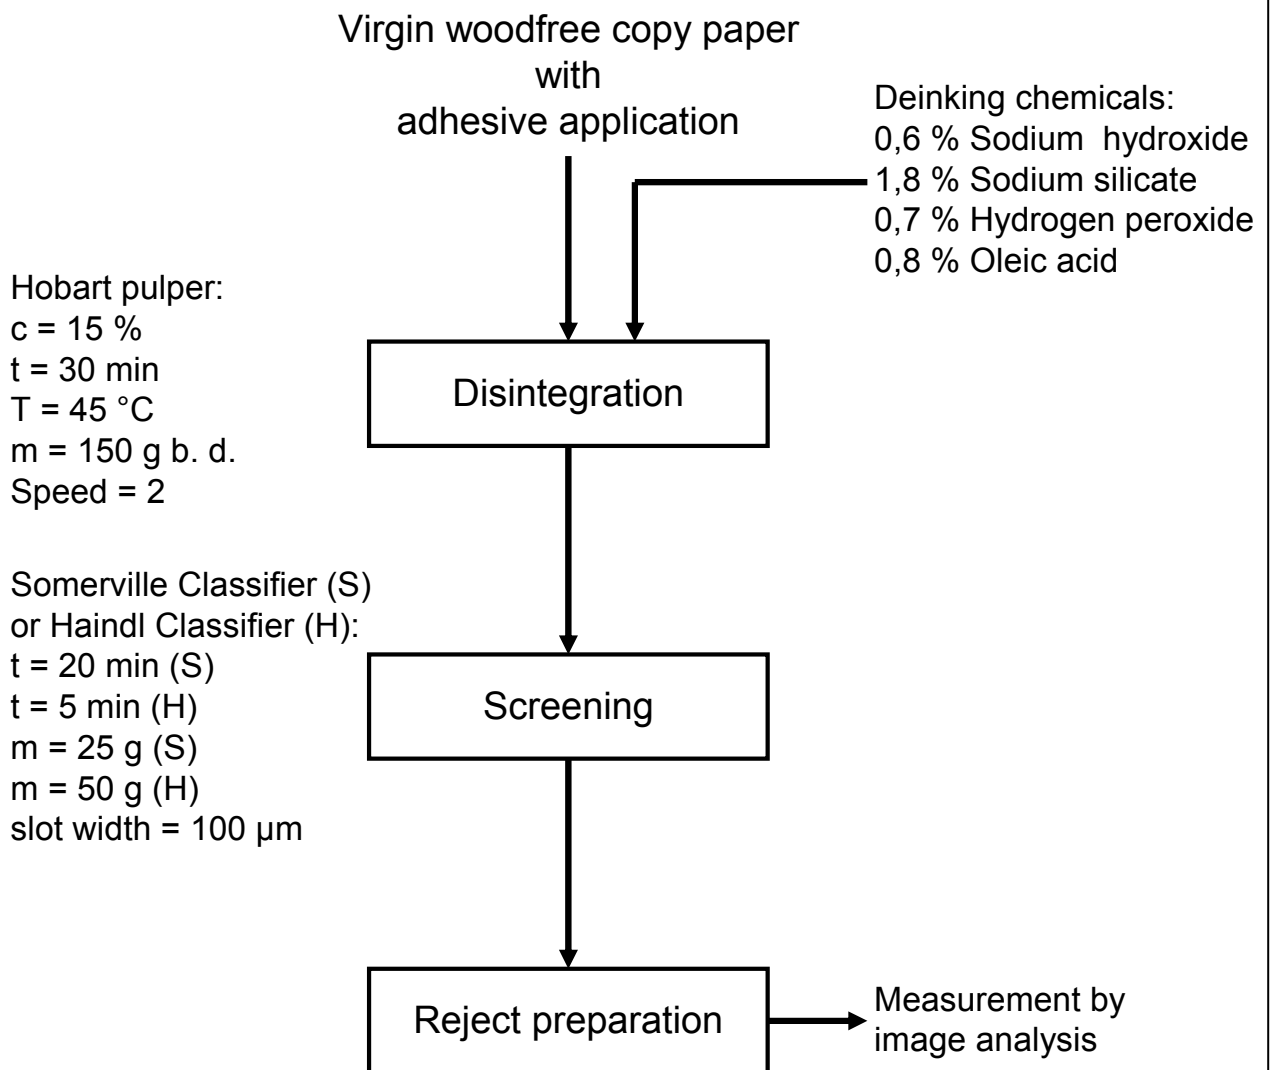 Virgin woodfree copy paper
with
adhesive application
Deinking chemicals:
0,6 % Sodium hydroxide
1,8 % Sodium silicate
0,7 % Hydrogen peroxide
0,8 % Oleic acid
Hobart pulper:
c = 15 %
t = 30 min
T = 45 °C
m = 150 g b. d.
Speed = 2
Disintegration
Somerville Classifier (S)
or Haindl Classifier (H):
t = 20 min (S)
t = 5 min (H)
m = 25 g (S)
m = 50 g (H)
slot width = 100 µm
Screening
Reject preparation
Measurement by
image analysis